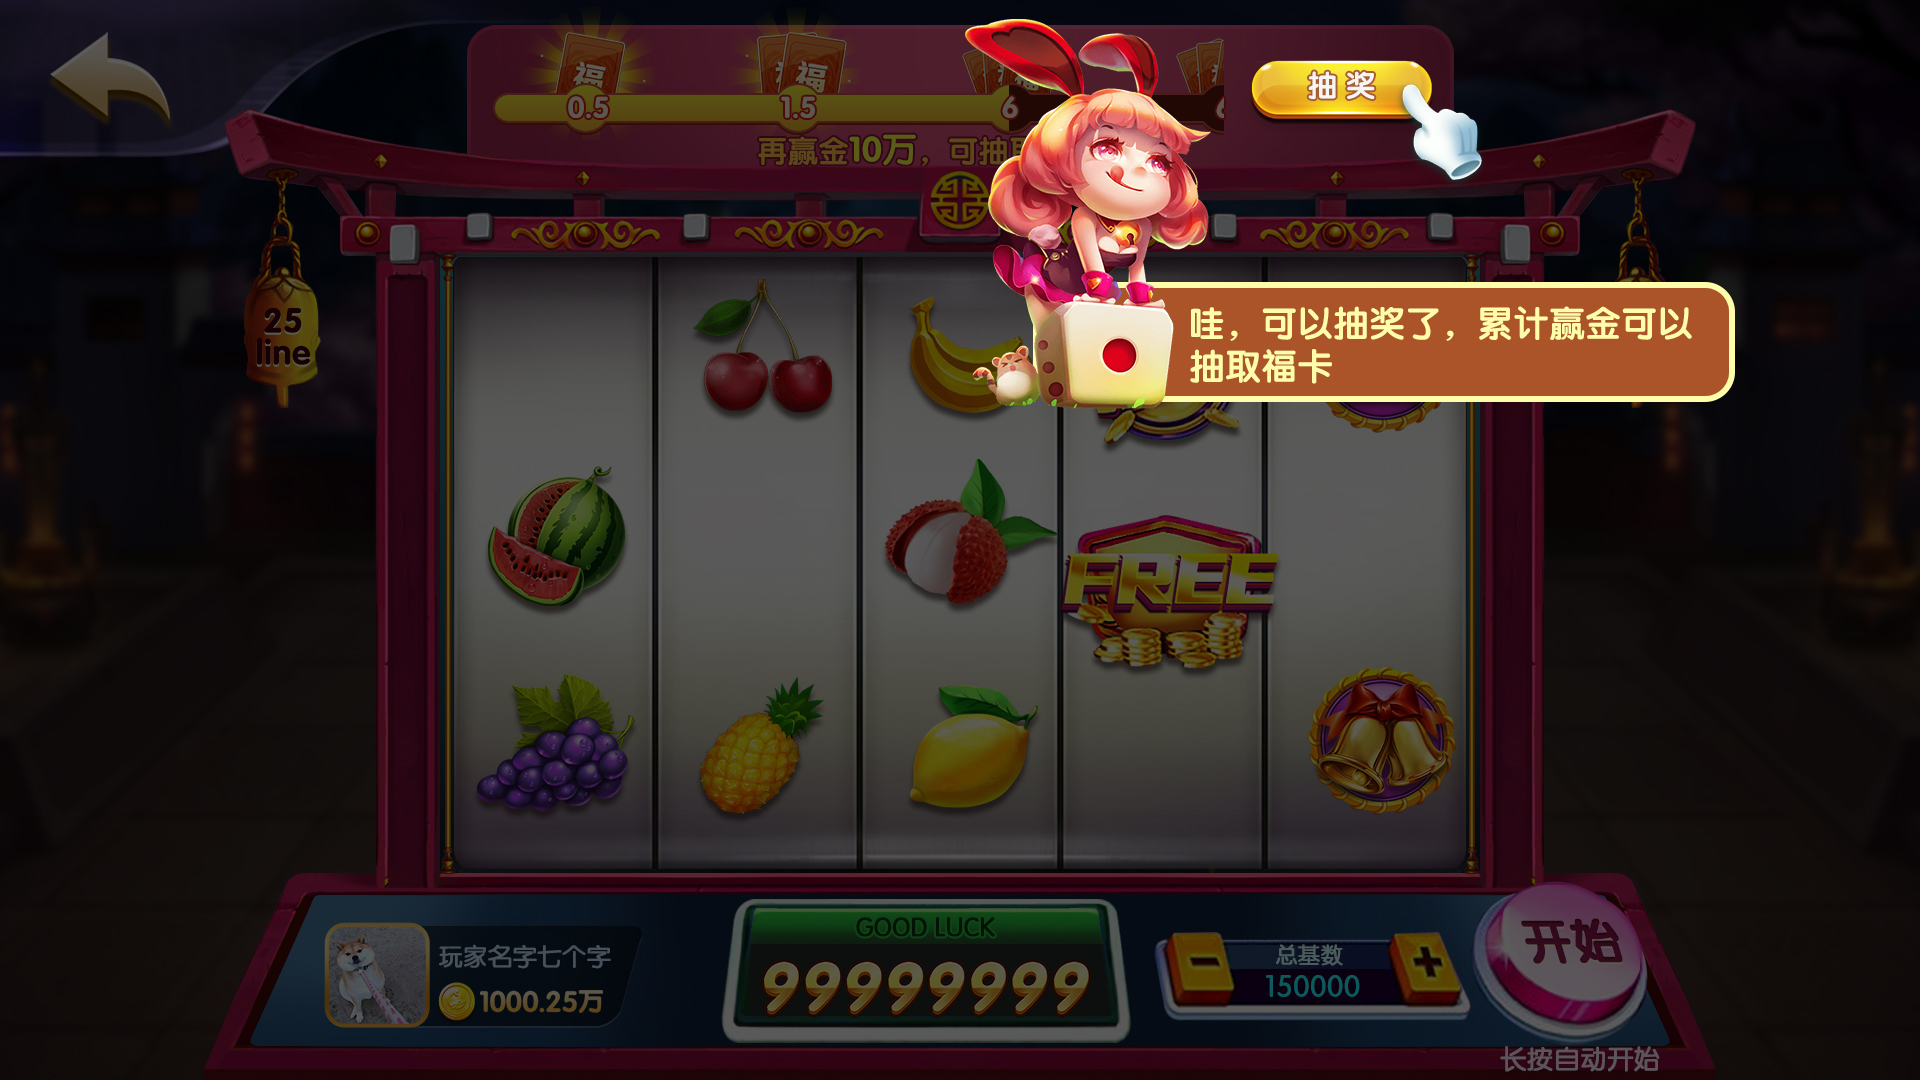 福
福
0.5
1.5
6
抽奖
再赢金10万，可抽
25
line
哇，可以抽奖了，累计赢金可以
抽取福卡
FREE
玩家名字七个字
1000.25万
GOOD LUCK
99999999
总基数
150000
开始
长按自动开始